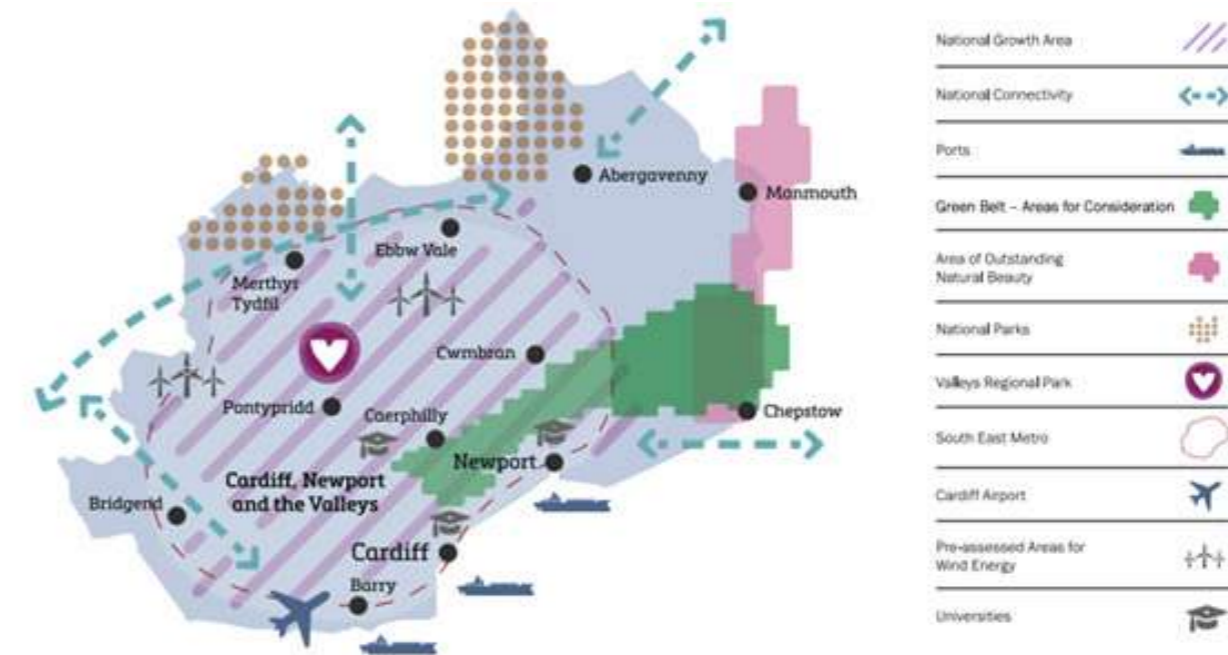 Abergavenny
Monmouth
Ebbw Vale
Merthyr
Tydfil
Cwmbran
Pontypridd
Caerphilly
Chepstow
Newport
Cardiff, Newport
and the Valleys
Bridgend
Cardiff
Barry
National Growth Area
National Connectivity
Ports
Green Belt – Areas for Consideration
Area of Outstanding
Natural Beauty
National Parks
Valleys Regional Park
South East Metro
Cardiff Airport
Pre-assessed Areas for
Wind Energy
Universities